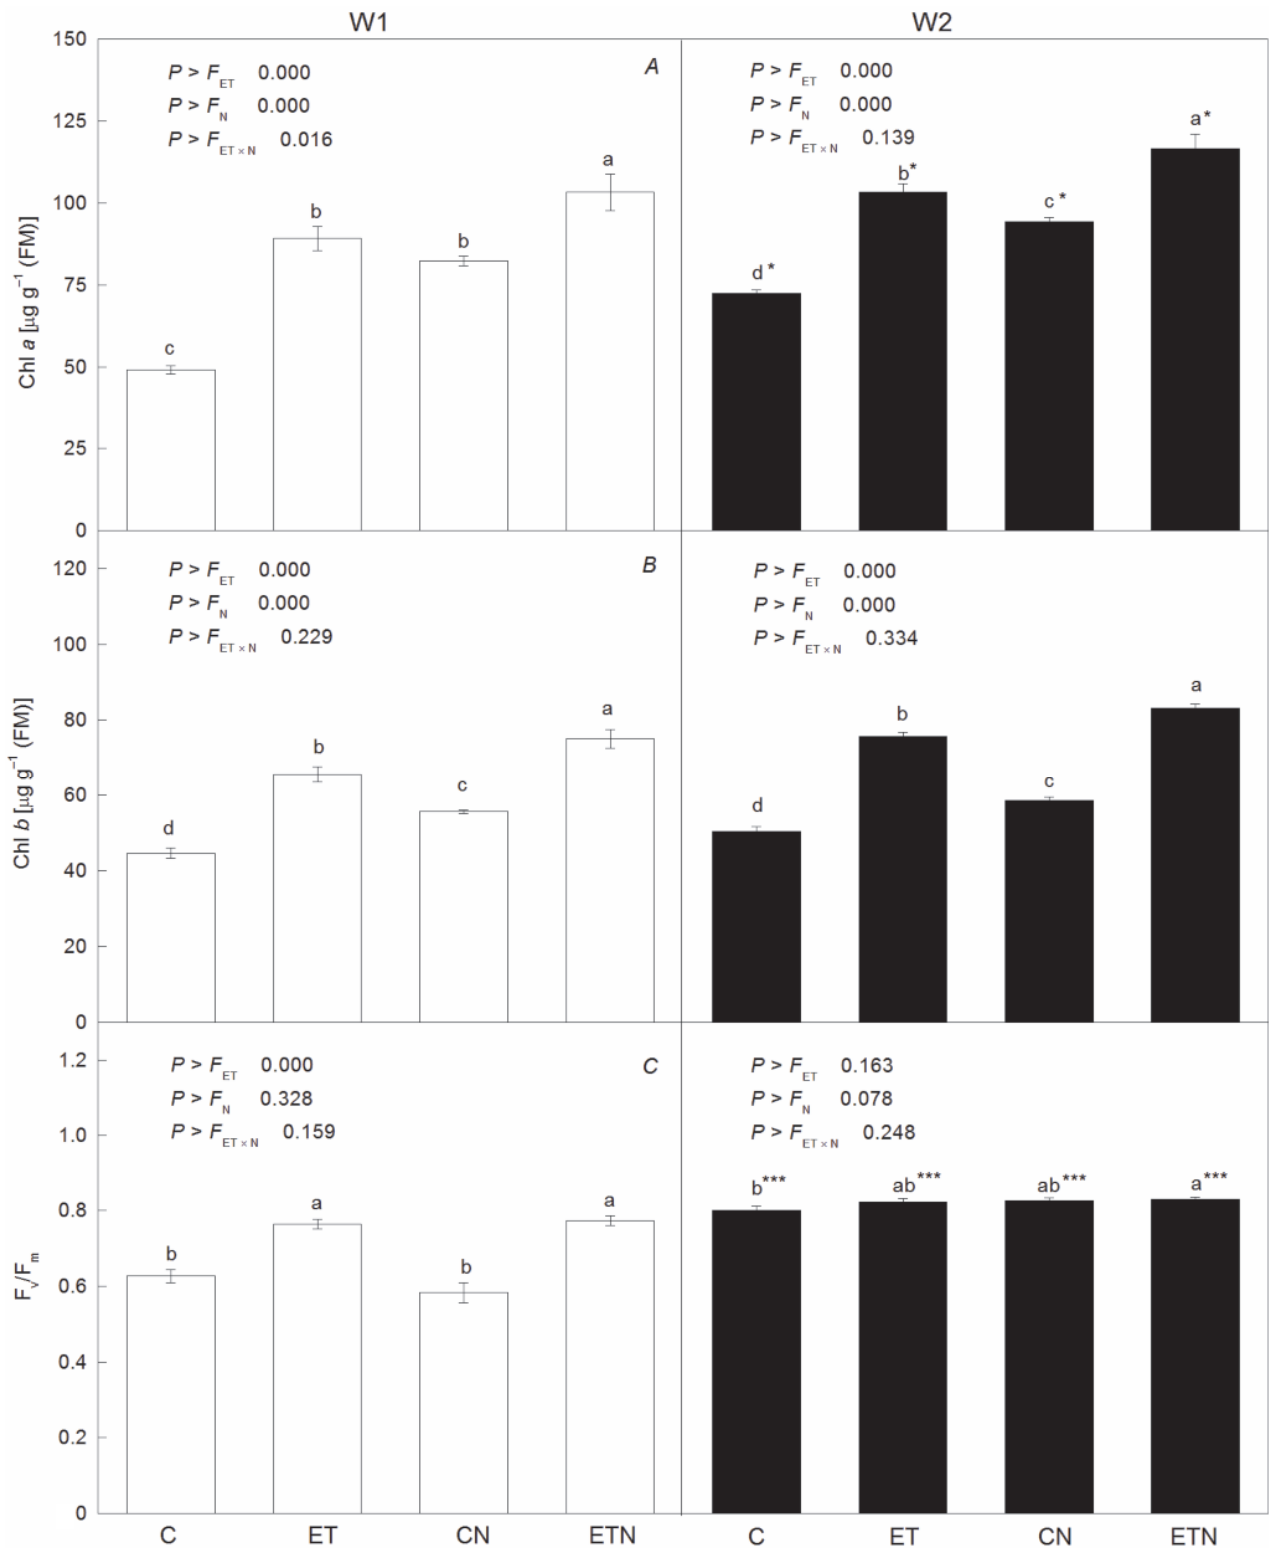 W1
W2
150
125
100
75
50
25
0
Chl a [µg g⁻¹ (FM)]
P > F_ET 0.000
P > F_N 0.000
P > F_ET × N 0.016
A
c
b
b
a
P > F_ET 0.000
P > F_N 0.000
P > F_ET × N 0.139
d*
b*
c*
a*
120
100
80
60
40
20
0
Chl b [µg g⁻¹ (FM)]
P > F_ET 0.000
P > F_N 0.000
P > F_ET × N 0.229
B
d
b
c
a
P > F_ET 0.000
P > F_N 0.000
P > F_ET × N 0.334
d
b
c
a
1.2
1.0
0.8
0.6
0.4
0.2
0
F_v/F_m
P > F_ET 0.000
P > F_N 0.328
P > F_ET × N 0.159
C
b
a
b
a
P > F_ET 0.163
P > F_N 0.078
P > F_ET × N 0.248
b***
ab***
ab***
a***
C ET CN ETN
C ET CN ETN